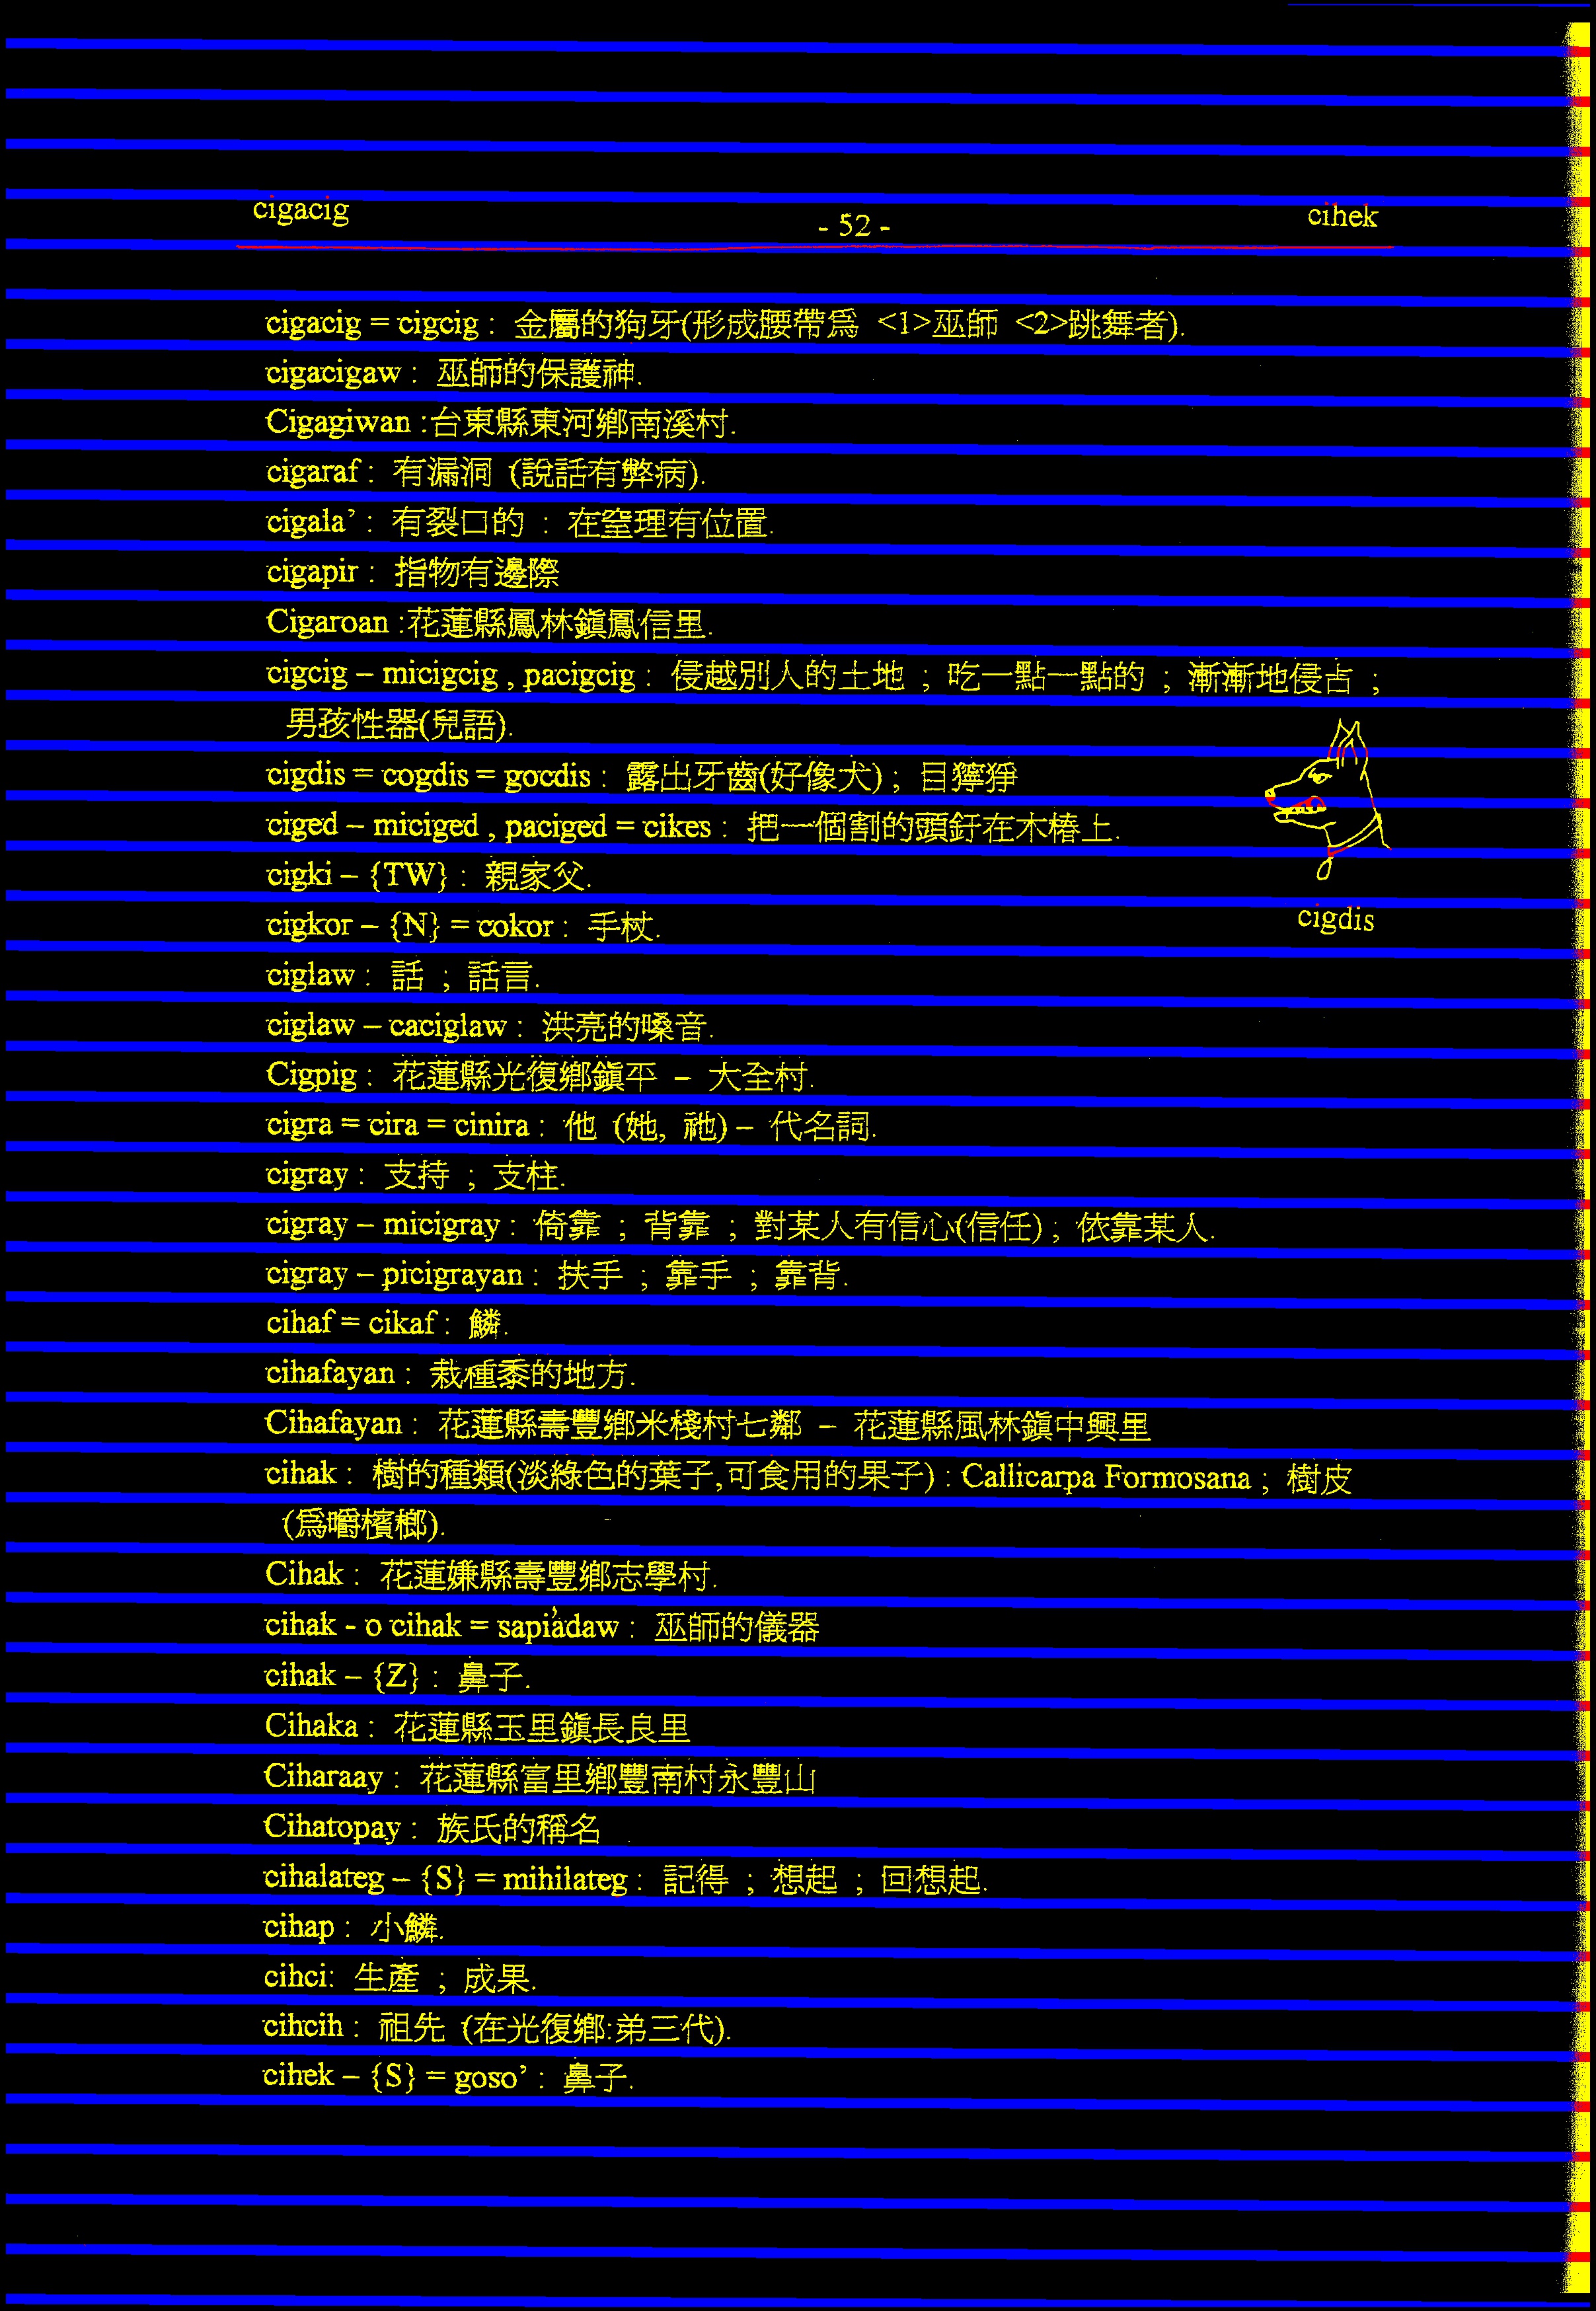 cigacig - 52 - cihek
cigacig = cigcig : 金屬的狗牙(形成腰帶為 <1>巫師 <2>跳舞者).
cigacigaw : 巫師的保護神.
Cigagiwan :台東縣東河鄉南溪村.
cigaraf : 有漏洞 (說話有弊病).
cigala’ : 有裂口的 : 在窒理有位置.
cigapir : 指物有邊際
Cigaroan :花蓮縣鳳林鎮鳳信里.
cigcig – micigcig , pacigcig : 侵越別人的土地 ; 吃一點一點的 ; 漸漸地侵占 ;
男孩性器(兒語).
cigdis = cogdis = gocdis : 露出牙齒(好像犬) ; 目獰猙
ciged – miciged , paciged = cikes : 把一個割的頭釘在木樁上.
cigki – {TW} : 親家父.
cigkor – {N} = cokor : 手杖.
cigdis
ciglaw : 話 ; 話言.
ciglaw – caciglaw : 洪亮的嗓音.
Cigpig : 花蓮縣光復鄉鎮平 – 大全村.
cigra = cira = cinira : 他 (她, 祂) – 代名詞.
cigray : 支持 ; 支柱.
cigray – micigray : 倚靠 ; 背靠 ; 對某人有信心(信任) ; 依靠某人.
cigray – picigrayan : 扶手 ; 靠手 ; 靠背.
cihaf = cikaf : 鱗.
cihafayan : 栽種黍的地方.
Cihafayan : 花蓮縣壽豐鄉米棧村七鄰 – 花蓮縣風林鎮中興里
cihak : 樹的種類(淡綠色的葉子,可食用的果子) : Callicarpa Formosana ; 樹皮
(為嚼檳榔).
Cihak : 花蓮嫌縣壽豐鄉志學村.
cihak - o cihak = sapi’adaw : 巫師的儀器
cihak – {Z} : 鼻子.
Cihaka : 花蓮縣玉里鎮長良里
Ciharaay : 花蓮縣富里鄉豐南村永豐山
Cihatopay : 族氏的稱名
cihalateg – {S} = mihilateg : 記得 ; 想起 ; 回想起.
cihap : 小鱗.
cihci: 生產 ; 成果.
cihcih : 祖先 (在光復鄉:弟三代).
cihek – {S} = goso’ : 鼻子.